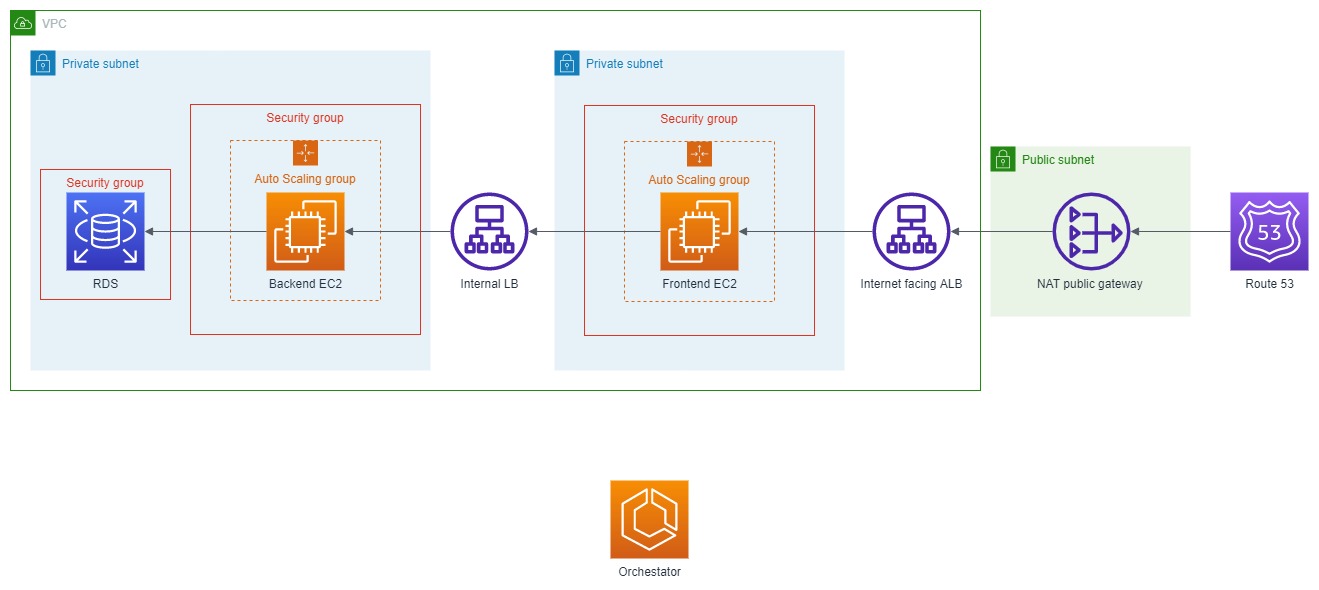 VPC
Private subnet
Private subnet
Security group
Security group
Public subnet
Auto Scaling group
Auto Scaling group
Security group
53
RDS
Backend EC2
Internal LB
Frontend EC2
Internet facing ALB
NAT public gateway
Route 53
Orchestrator